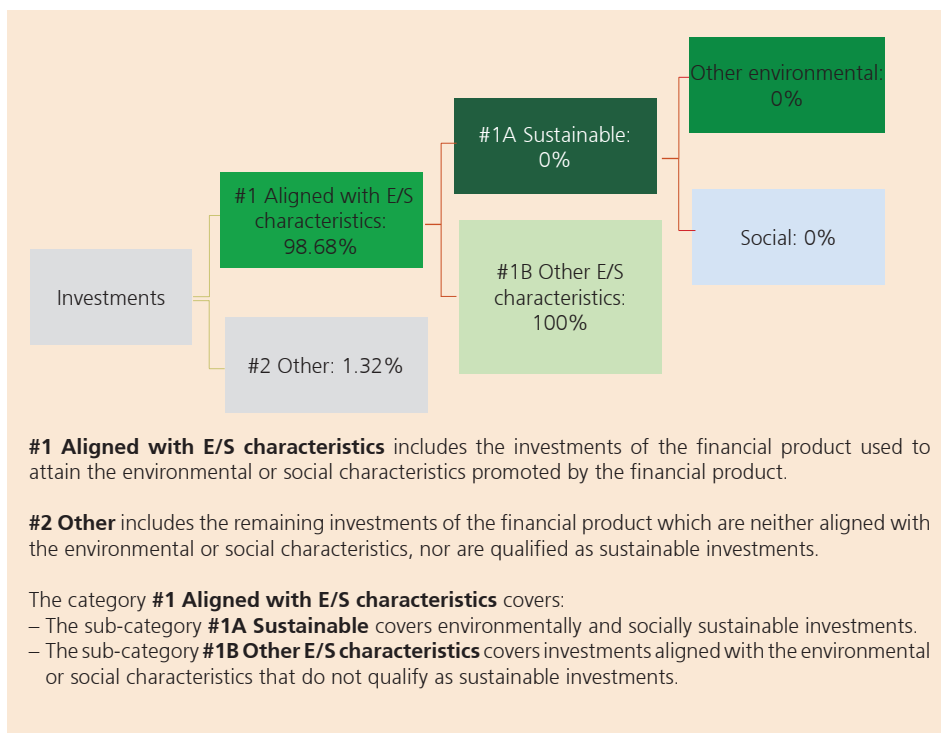 Other environmental:
0%
#1A Sustainable:
0%
#1 Aligned with E/S
characteristics:
98.68%
Social: 0%
#1B Other E/S
characteristics:
100%
Investments
#2 Other: 1.32%
#1 Aligned with E/S characteristics includes the investments of the financial product used to
attain the environmental or social characteristics promoted by the financial product.
#2 Other includes the remaining investments of the financial product which are neither aligned with
the environmental or social characteristics, nor are qualified as sustainable investments.
The category #1 Aligned with E/S characteristics covers:
– The sub-category #1A Sustainable covers environmentally and socially sustainable investments.
– The sub-category #1B Other E/S characteristics covers investments aligned with the environmental
or social characteristics that do not qualify as sustainable investments.